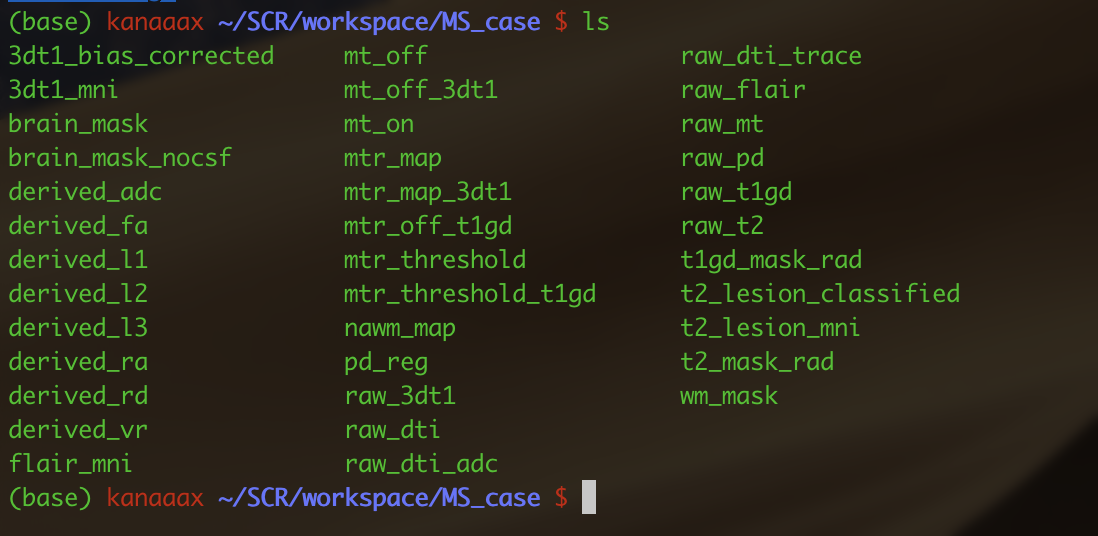 (base) kanaaax ~/SCR/workspace/MS_case $ ls
3dt1_bias_corrected mt_off raw_dti_trace
3dt1_mni mt_off_3dt1 raw_flair
brain_mask mt_on raw_mt
brain_mask_nocsf mtr_map raw_pd
derived_adc mtr_map_3dt1 raw_t1gd
derived_fa mtr_off_t1gd raw_t2
derived_l1 mtr_threshold t1gd_mask_rad
derived_l2 mtr_threshold_t1gd t2_lesion_classified
derived_l3 nawm_map t2_lesion_mni
derived_ra pd_reg t2_mask_rad
derived_rd raw_3dt1 wm_mask
derived_vr raw_dti
flair_mni raw_dti_adc
(base) kanaaax ~/SCR/workspace/MS_case $